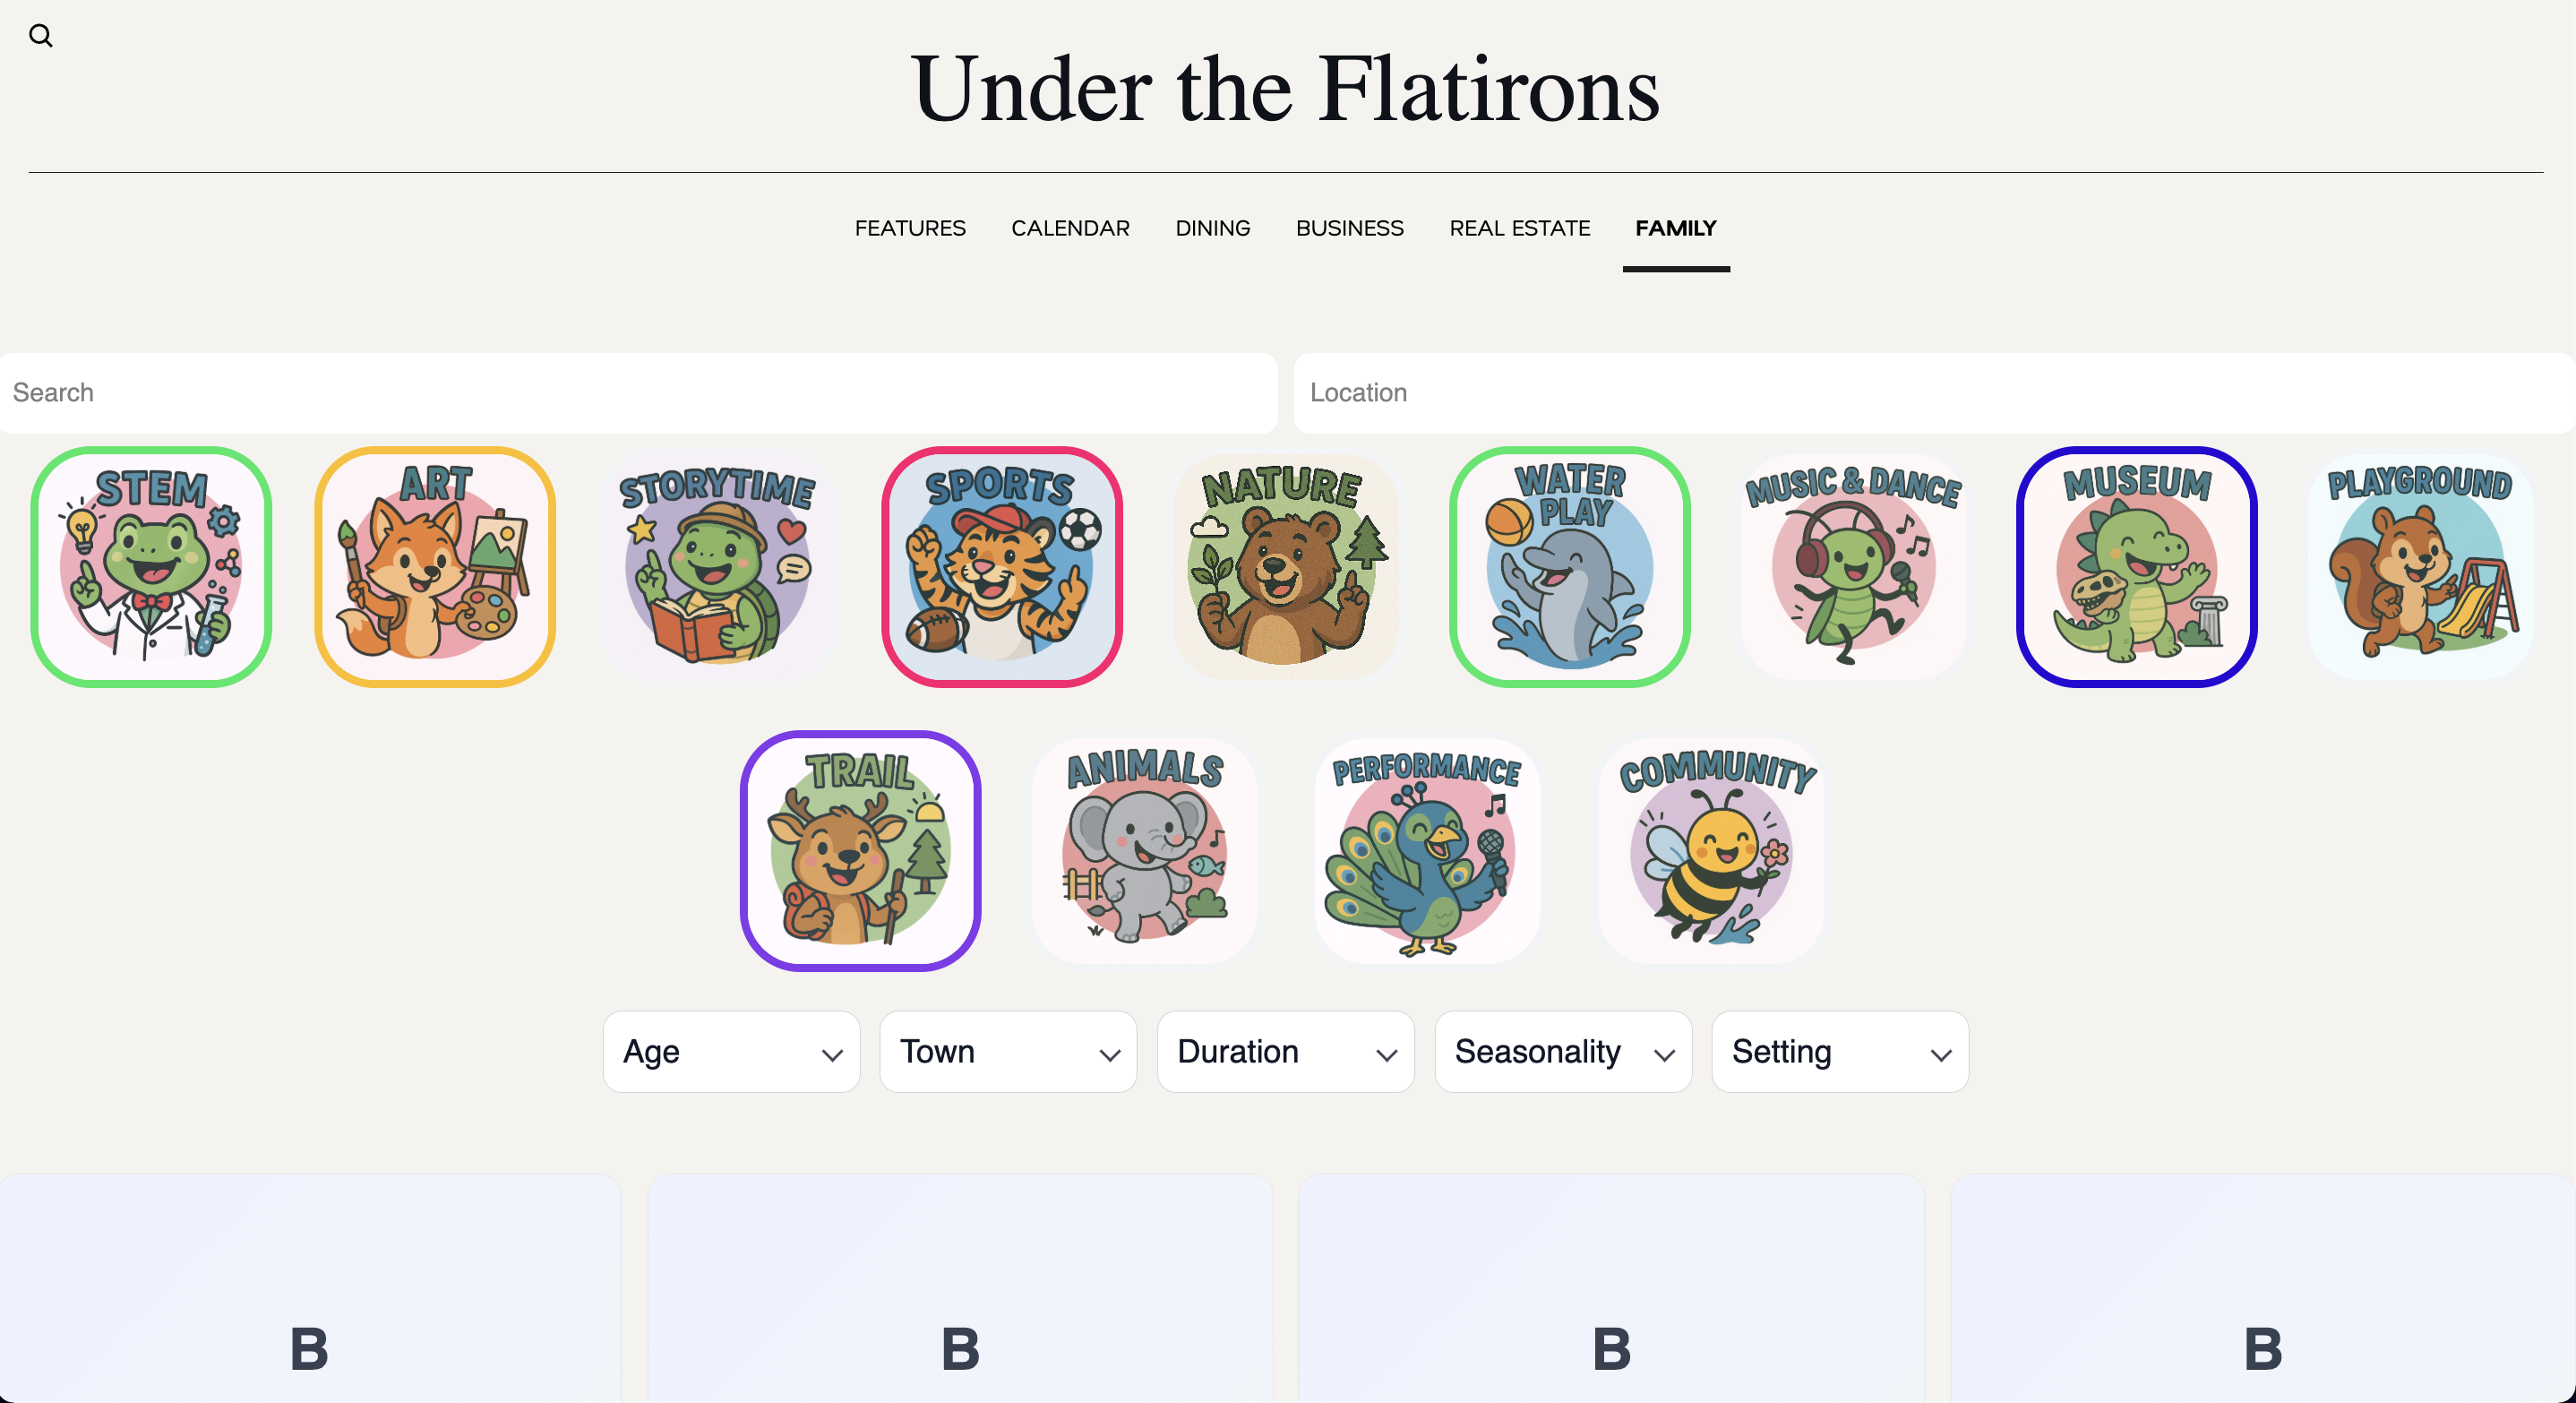 Under the Flatirons
FEATURES CALENDAR DINING BUSINESS REAL ESTATE FAMILY
Search Location
STEM ART STORYTIME SPORTS NATURE WATER PLAY MUSIC & DANCE MUSEUM PLAYGROUND
TRAIL ANIMALS PERFORMANCE COMMUNITY
Age Town Duration Seasonality Setting
B B B B